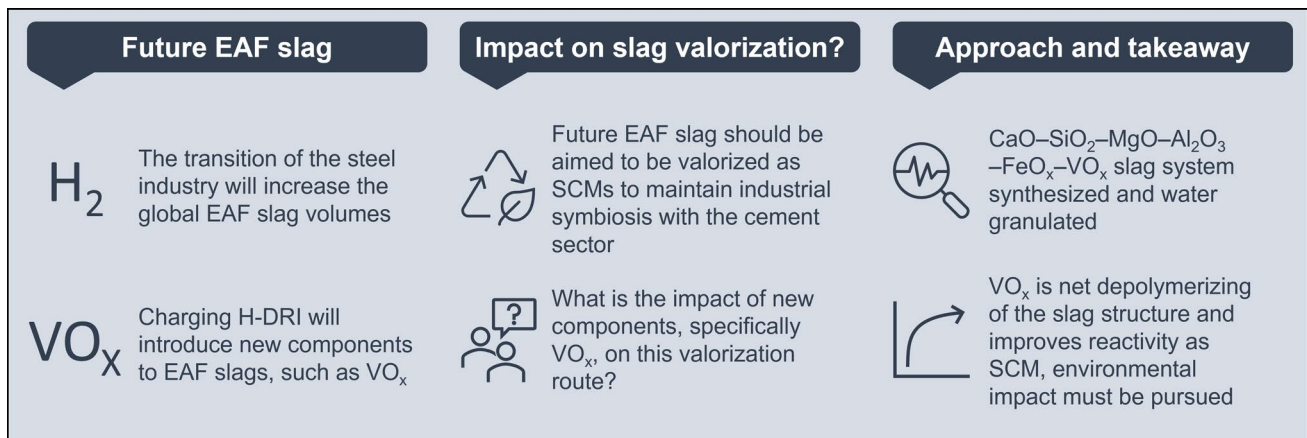 Future EAF slag
H₂
The transition of the steel
industry will increase the
global EAF slag volumes
VOₓ
Charging H-DRI will
introduce new components
to EAF slags, such as VOₓ
Impact on slag valorization?
Future EAF slag should be
aimed to be valorized as
SCMs to maintain industrial
symbiosis with the cement
sector
?
What is the impact of new
components, specifically
VOₓ, on this valorization
route?
Approach and takeaway
CaO–SiO₂–MgO–Al₂O₃
–FeOₓ–VOₓ slag system
synthesized and water
granulated
VOₓ is net depolymerizing
of the slag structure and
improves reactivity as
SCM, environmental
impact must be pursued